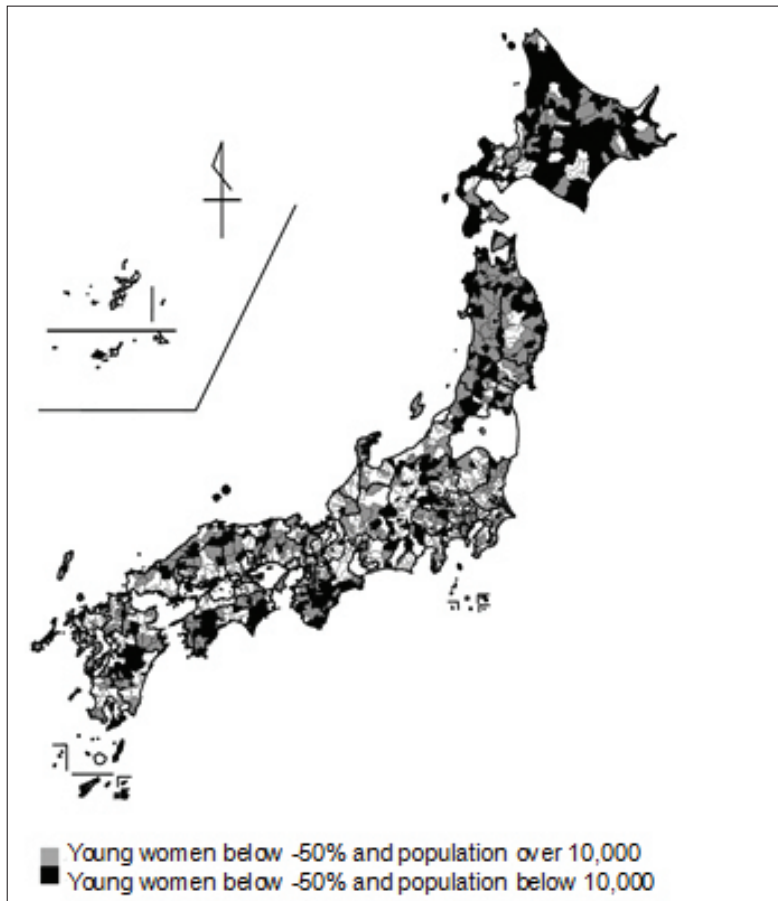 Young women below -50% and population over 10,000
Young women below -50% and population below 10,000